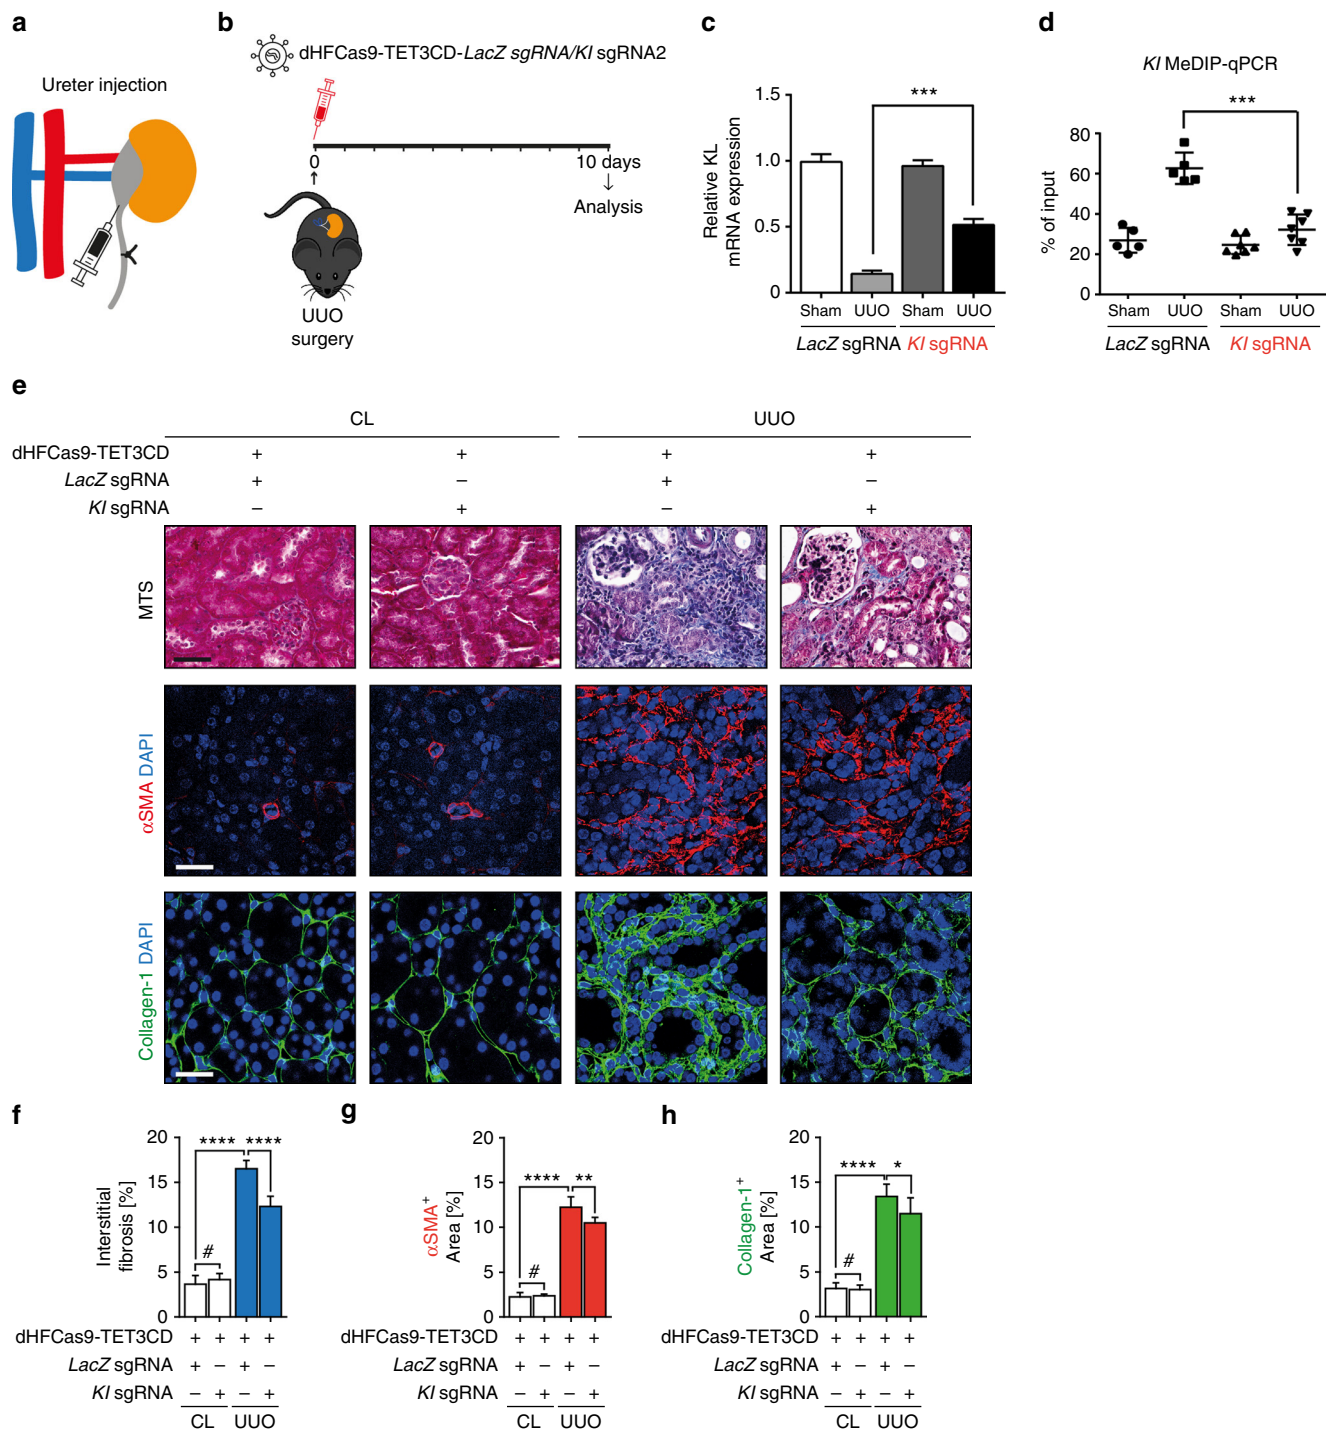 a
Ureter injection
b
dHFCas9-TET3CD-LacZ sgRNA/Kl sgRNA2
0
10 days
Analysis
UUO
surgery
c
Relative KL
mRNA expression
1.5
1.0
0.5
0
***
Sham UUO Sham UUO
LacZ sgRNA Kl sgRNA
d
Kl MeDIP-qPCR
***
% of input
80
60
40
20
0
Sham UUO Sham UUO
LacZ sgRNA Kl sgRNA
e
CL UUO
dHFCas9-TET3CD + + + +
LacZ sgRNA + – + –
Kl sgRNA – + – +
MTS
αSMA DAPI
Collagen-1 DAPI
f
Interstitial
fibrosis [%]
20
15
10
5
0
**** ****
#
dHFCas9-TET3CD + + + +
LacZ sgRNA + – + –
Kl sgRNA – + – +
CL UUO
g
αSMA+
Area [%]
20
15
10
5
0
**** **
#
dHFCas9-TET3CD + + + +
LacZ sgRNA + – + –
Kl sgRNA – + – +
CL UUO
h
Collagen-1+
Area [%]
20
15
10
5
0
**** *
#
dHFCas9-TET3CD + + + +
LacZ sgRNA + – + –
Kl sgRNA – + – +
CL UUO